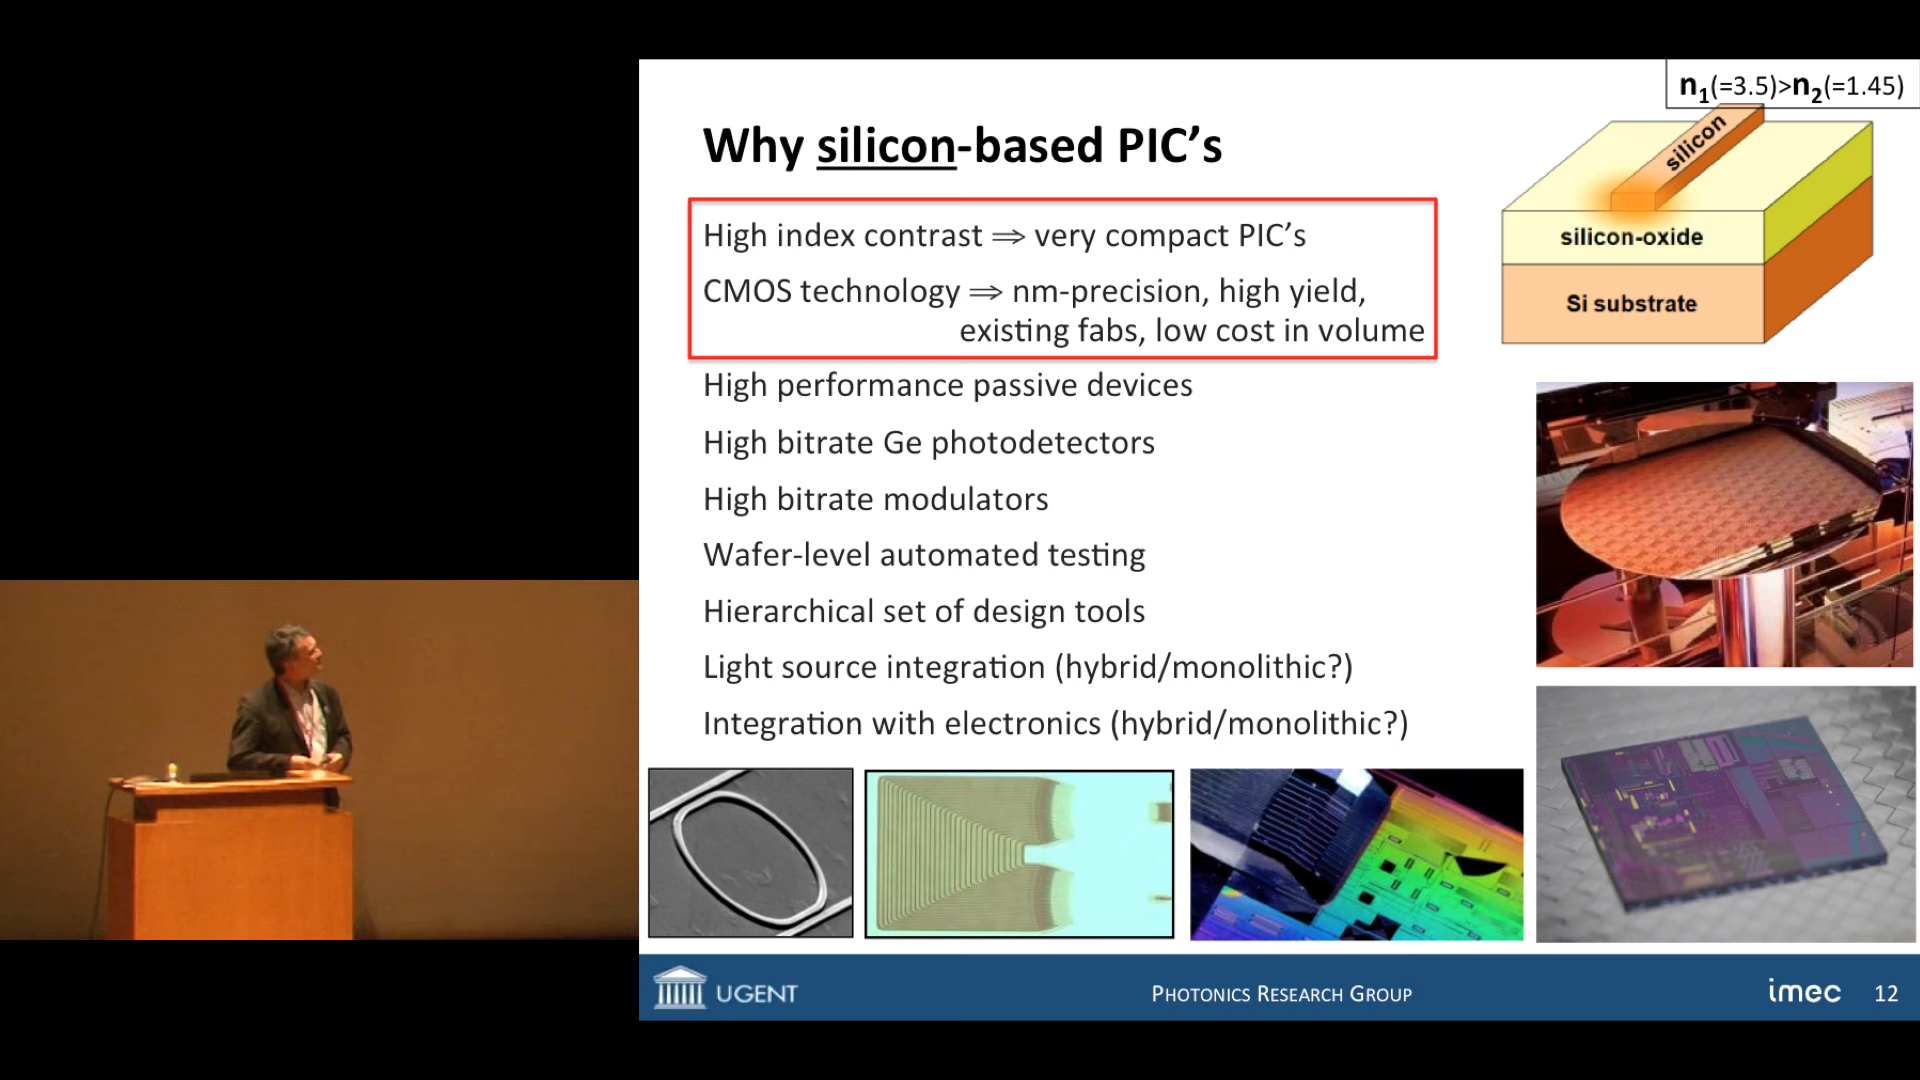 n1(=3.5)>n2(=1.45)
Why silicon-based PIC's
High index contrast ⇒ very compact PIC's
CMOS technology ⇒ nm-precision, high yield,
existing fabs, low cost in volume
High performance passive devices
High bitrate Ge photodetectors
High bitrate modulators
Wafer-level automated testing
Hierarchical set of design tools
Light source integration (hybrid/monolithic?)
Integration with electronics (hybrid/monolithic?)
silicon
silicon-oxide
Si substrate
UGENT
PHOTONICS RESEARCH GROUP
imec
12